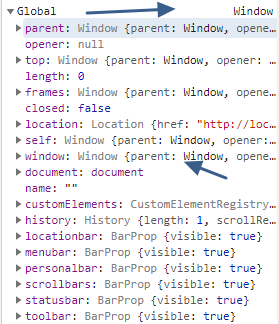 Global Window
parent: Window {parent: Window, opene
opener: null
top: Window {parent: Window, opener:
length: 0
frames: Window {parent: Window, opene
closed: false
location: Location {href: "http://loc
self: Window {parent: Window, opener:
window: Window {parent: Window, opene
document: document
name: ""
customElements: CustomElementRegistry
history: History {length: 1, scrollRe
locationbar: BarProp {visible: true}
menubar: BarProp {visible: true}
personalbar: BarProp {visible: true}
scrollbars: BarProp {visible: true}
statusbar: BarProp {visible: true}
toolbar: BarProp {visible: true}